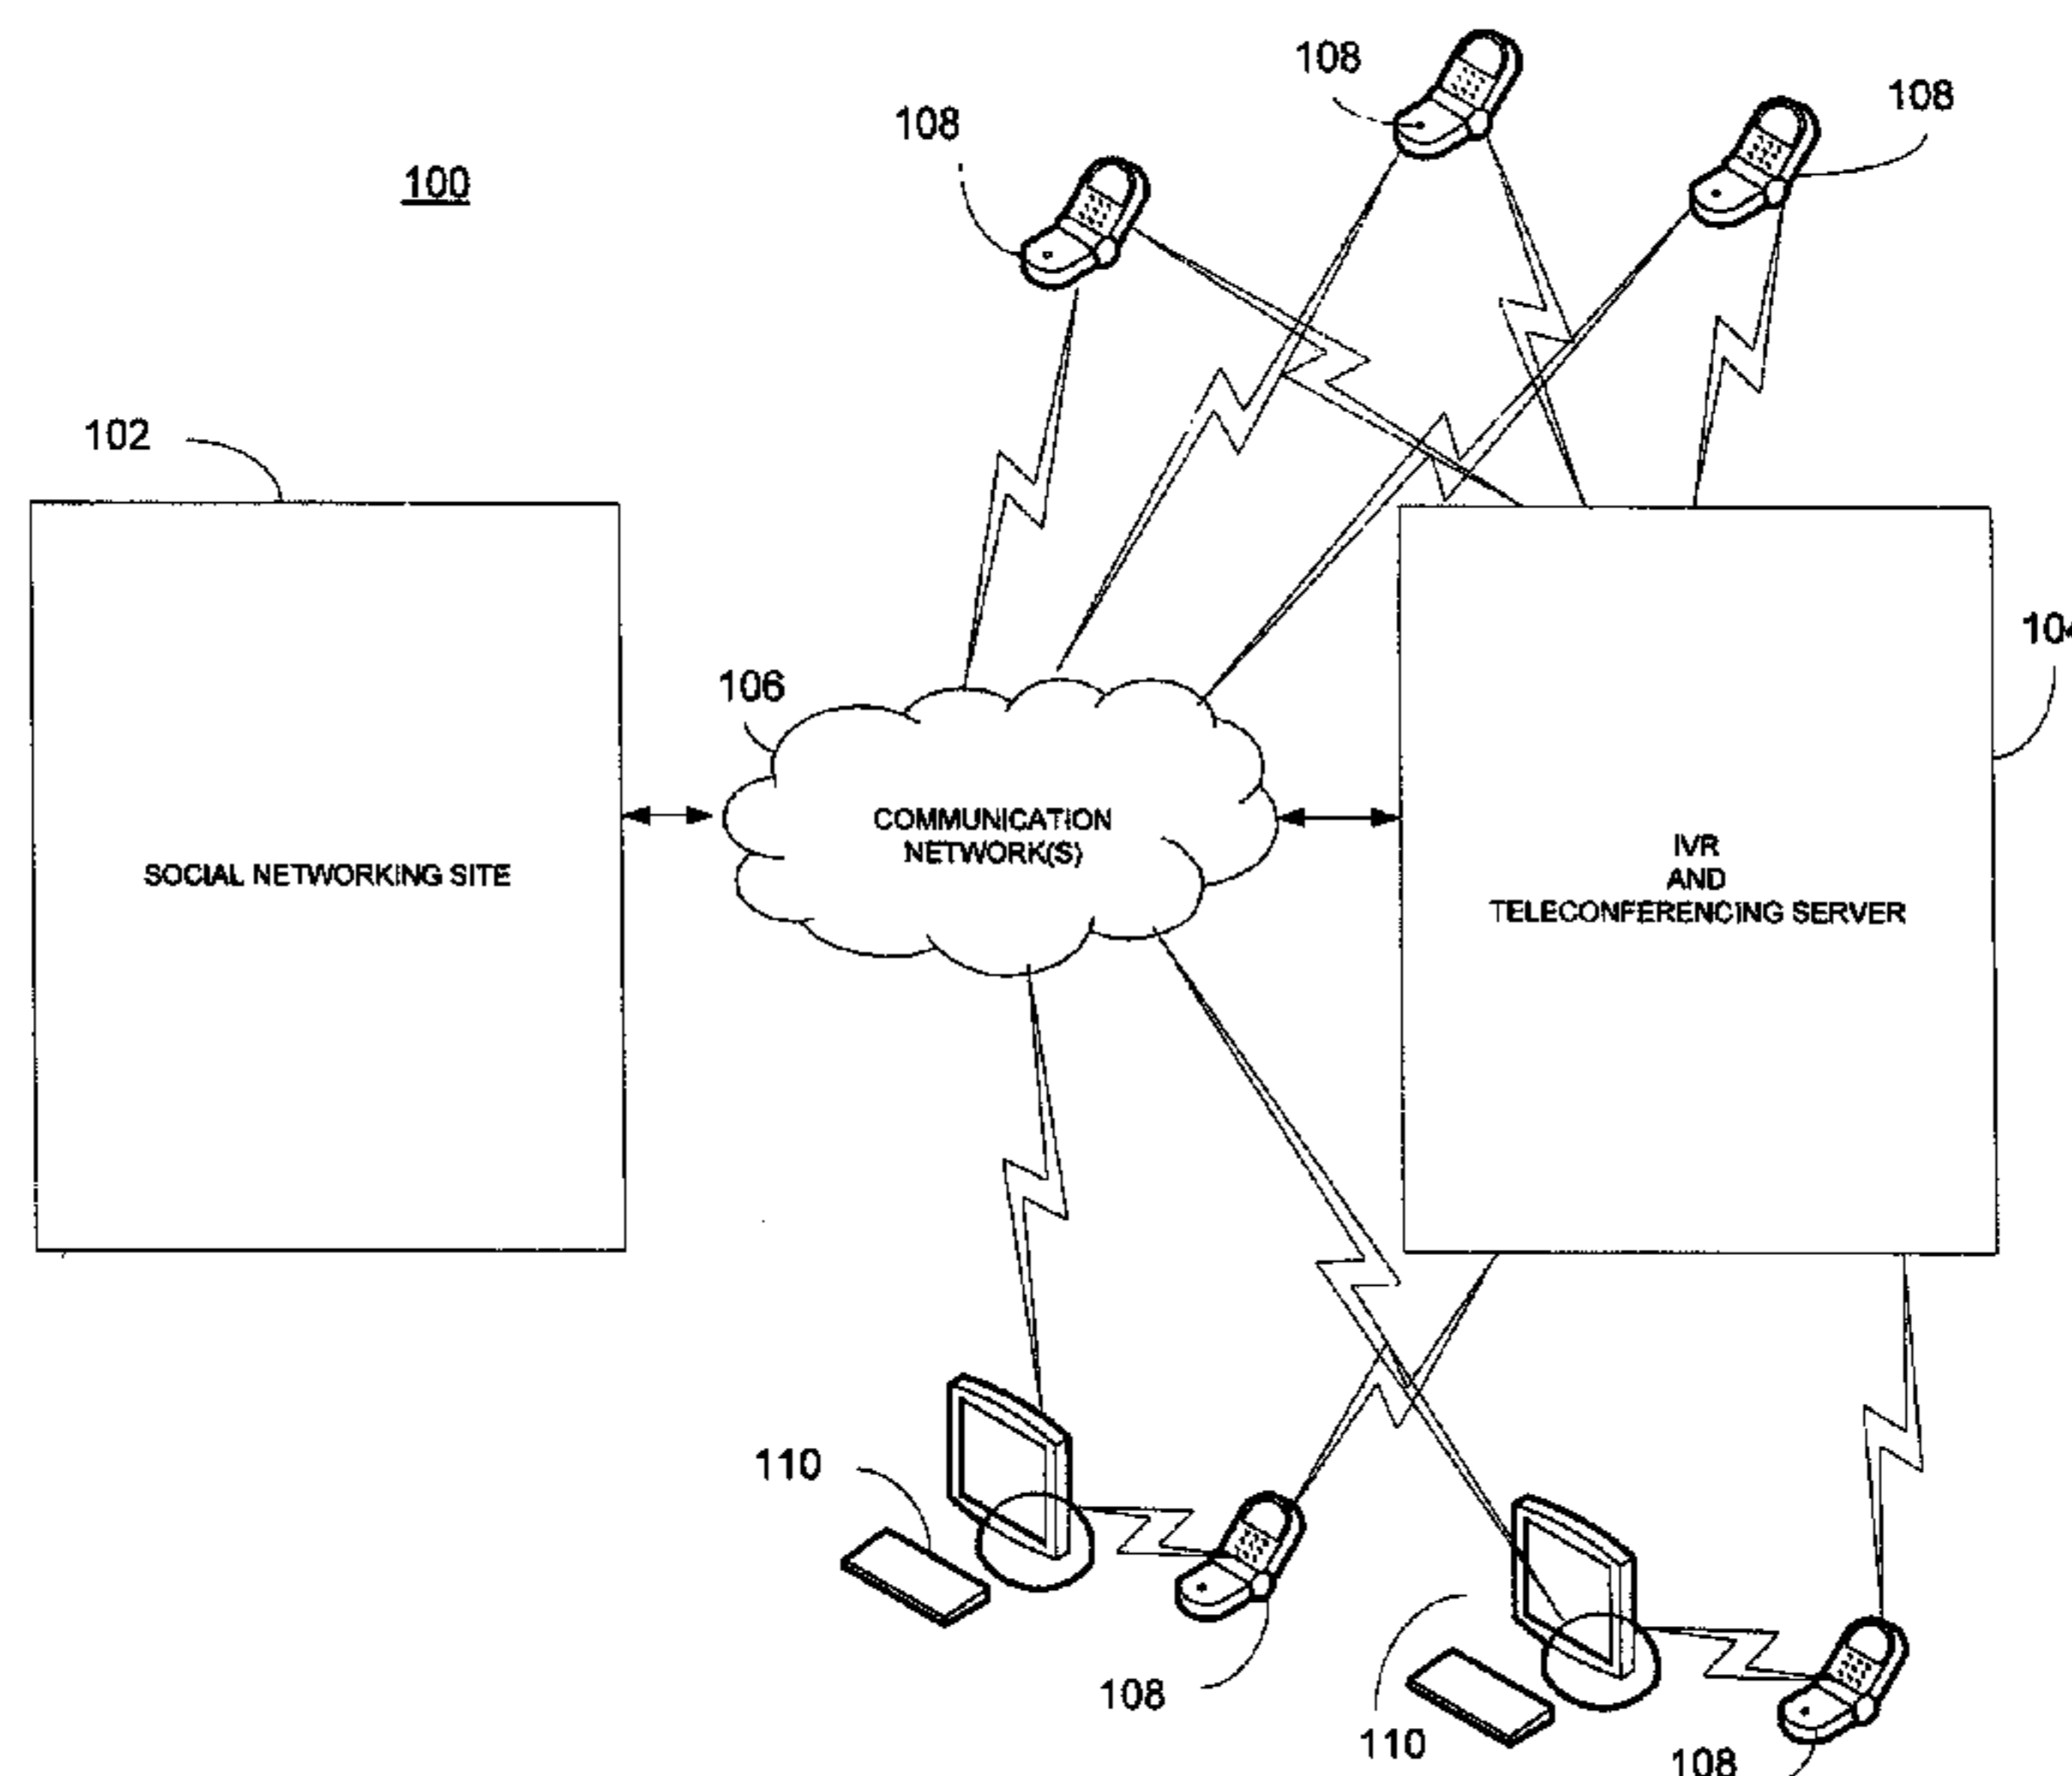 108
108
108
100
102
104
106
COMMUNICATION
NETWORK(S)
SOCIAL NETWORKING SITE
IVR
AND
TELECONFERENCING SERVER
110
108
110
108